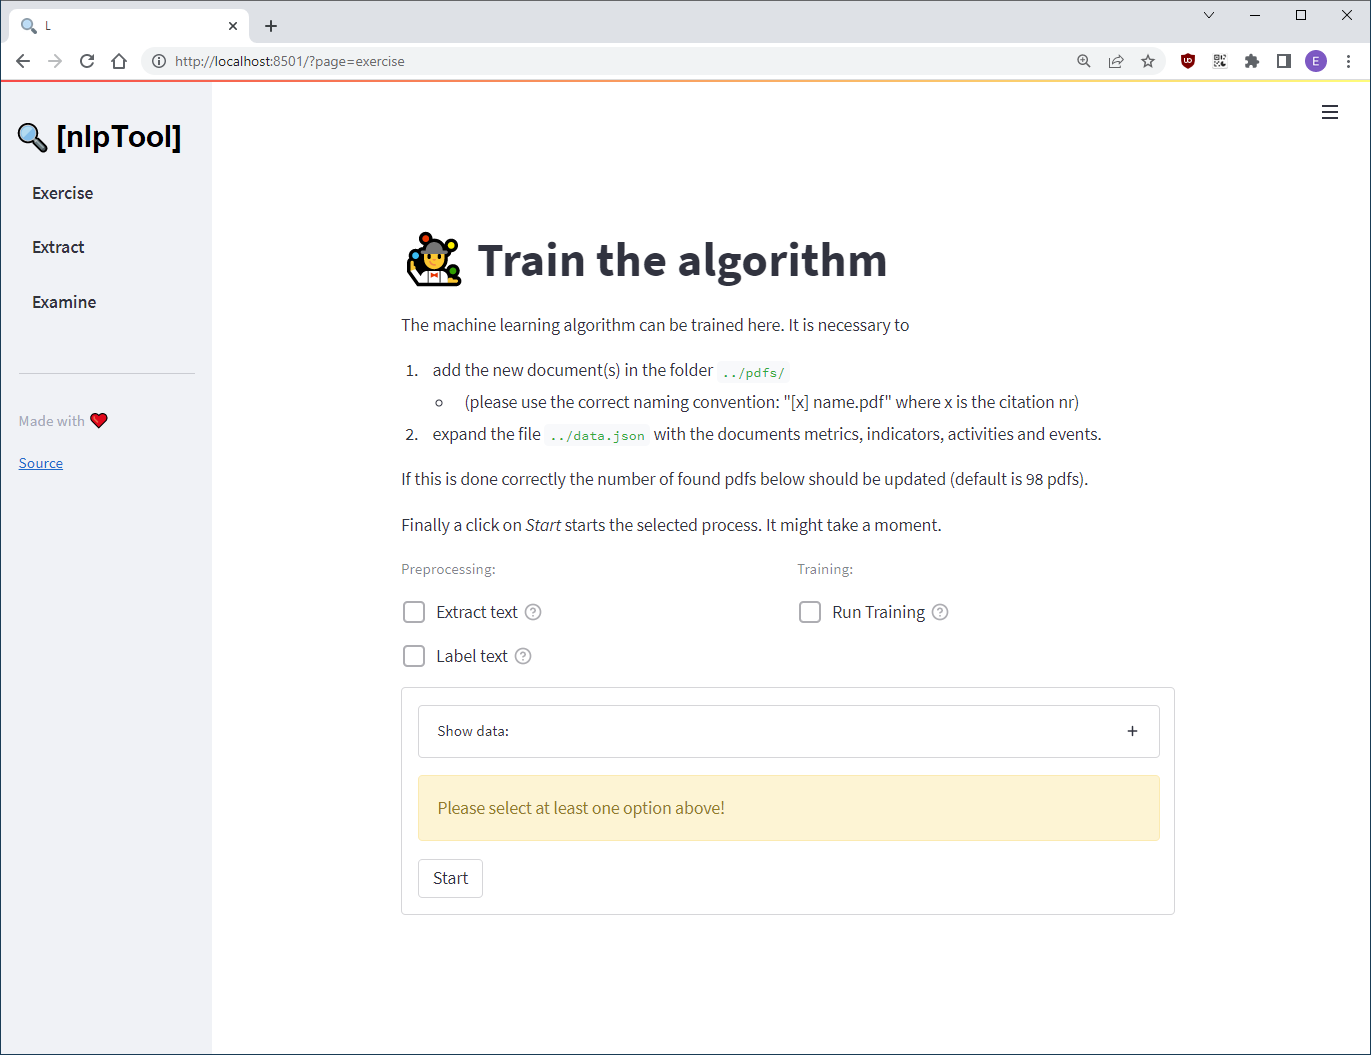 L
http://localhost:8501/?page=exercise
E
[nlpTool]
Exercise
Extract
Examine
Made with
Source
Train the algorithm
The machine learning algorithm can be trained here. It is necessary to
1. add the new document(s) in the folder ../pdfs/
(please use the correct naming convention: "[x] name.pdf" where x is the citation nr)
2. expand the file ../data.json with the documents metrics, indicators, activities and events.
If this is done correctly the number of found pdfs below should be updated (default is 98 pdfs).
Finally a click on Start starts the selected process. It might take a moment.
Preprocessing: Training:
Extract text Run Training
Label text
Show data:
Please select at least one option above!
Start